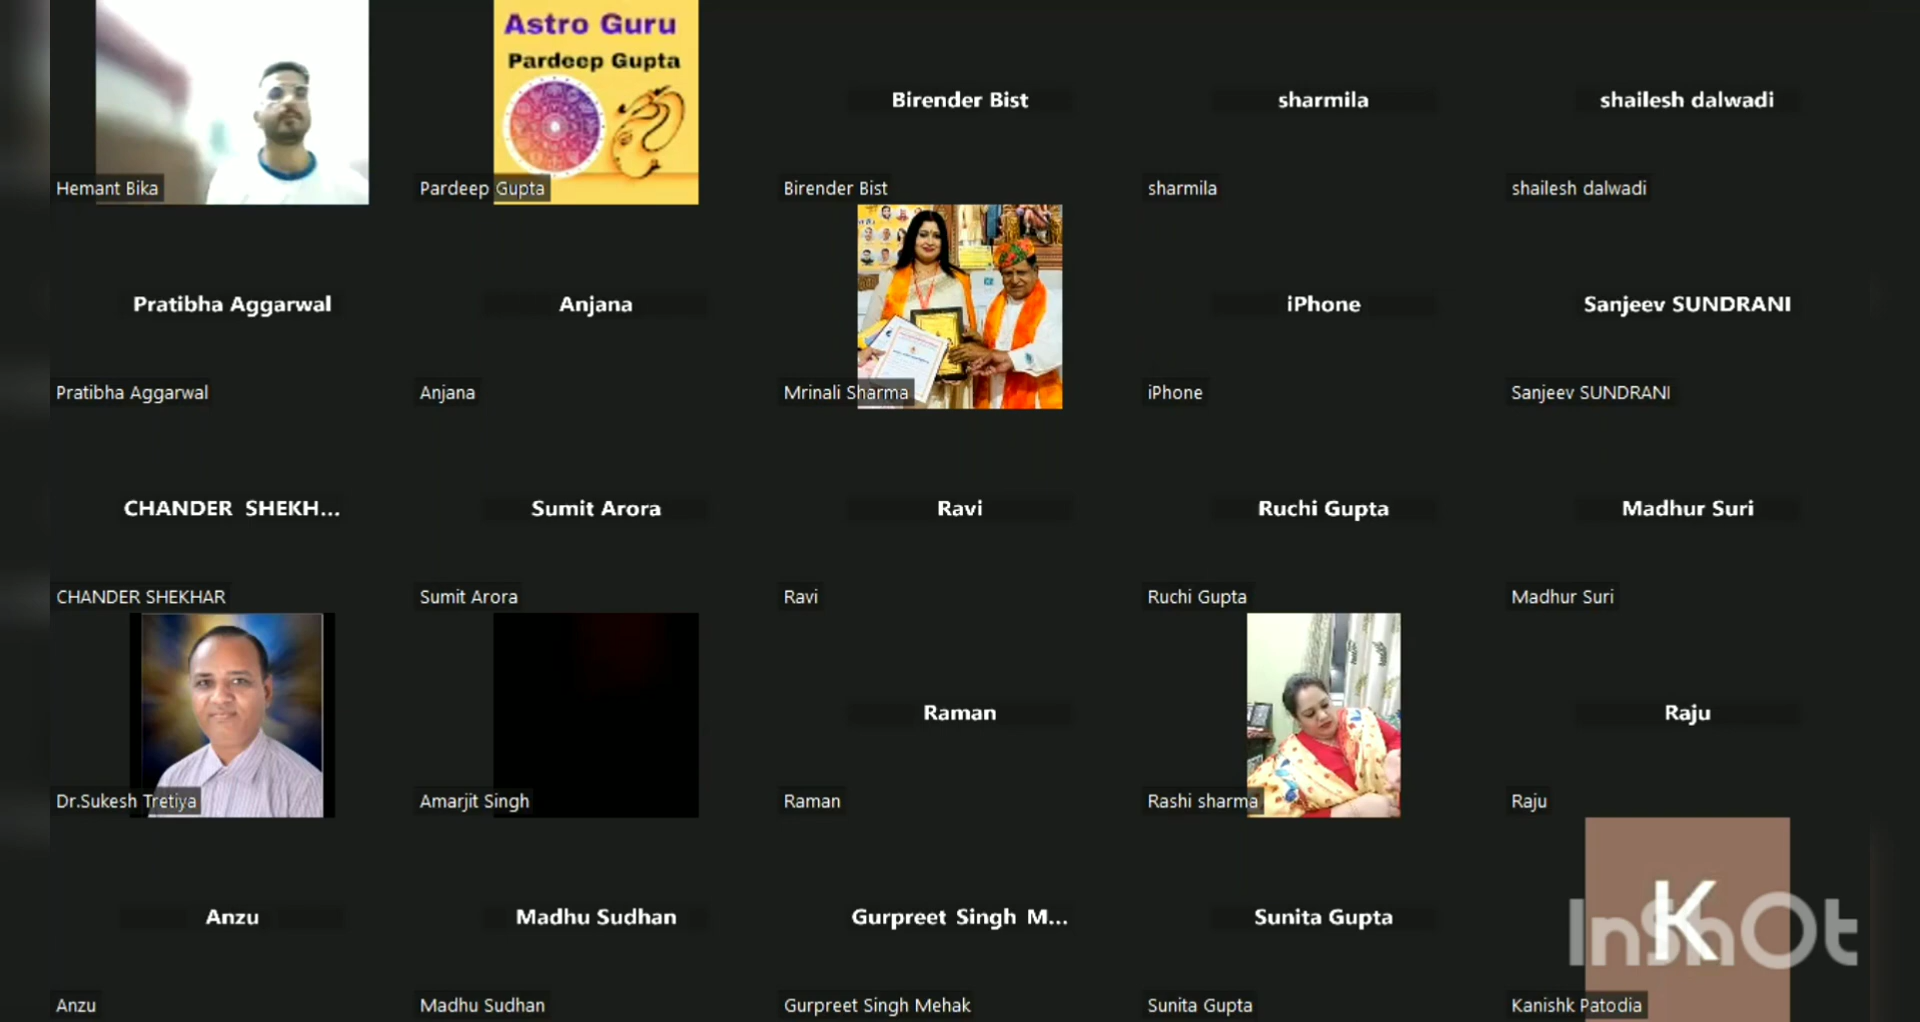 Astro Guru
Pardeep Gupta
Hemant Bika
Pardeep Gupta
Birender Bist
Birender Bist
sharmila
sharmila
shailesh dalwadi
shailesh dalwadi
Pratibha Aggarwal
Pratibha Aggarwal
Anjana
Anjana
Mrinali Sharma
iPhone
iPhone
Sanjeev SUNDRANI
Sanjeev SUNDRANI
CHANDER SHEKH...
CHANDER SHEKHAR
Sumit Arora
Sumit Arora
Ravi
Ravi
Ruchi Gupta
Ruchi Gupta
Madhur Suri
Madhur Suri
Dr.Sukesh Tretiya
Amarjit Singh
Raman
Raman
Rashi sharma
Raju
Raju
Anzu
Anzu
Madhu Sudhan
Madhu Sudhan
Gurpreet Singh M...
Gurpreet Singh Mehak
Sunita Gupta
Sunita Gupta
K
InShOt
Kanishk Patodia